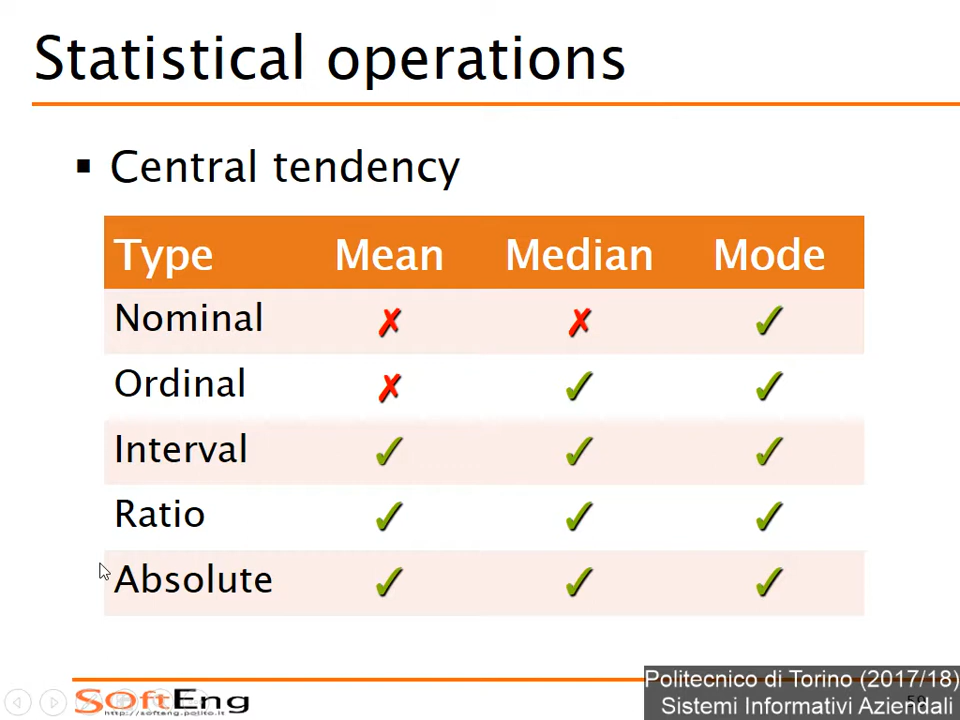 Statistical operations
▪ Central tendency
Type Mean Median Mode
Nominal ✗ ✗ ✓
Ordinal ✗ ✓ ✓
Interval ✓ ✓ ✓
Ratio ✓ ✓ ✓
Absolute ✓ ✓ ✓
SoftEng
http://softeng.polito.it
Politecnico di Torino (2017/18)
Sistemi Informativi Aziendali